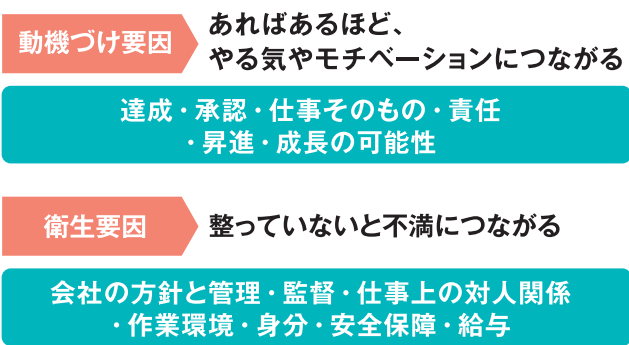 動機づけ要因
あればあるほど、
やる気やモチベーションにつながる
達成・承認・仕事そのもの・責任
・昇進・成長の可能性
衛生要因
整っていないと不満につながる
会社の方針と管理・監督・仕事上の対人関係
・作業環境・身分・安全保障・給与